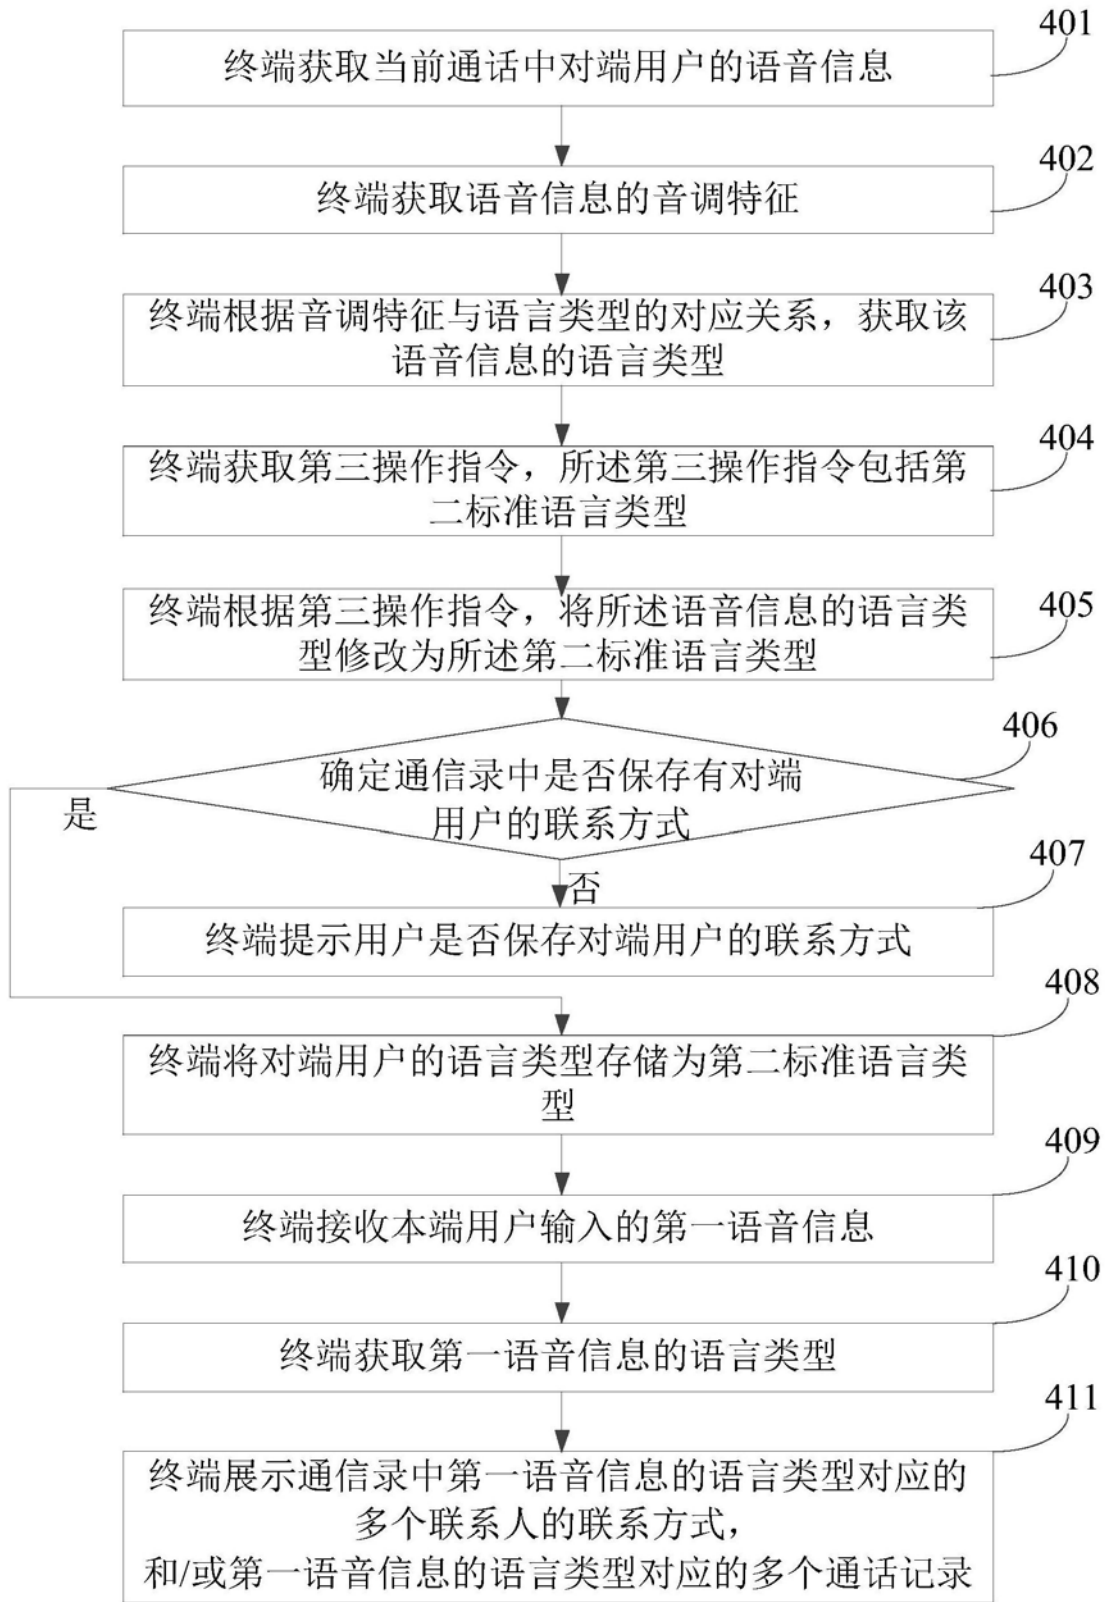 401
终端获取当前通话中对端用户的语音信息
402
终端获取语音信息的音调特征
403
终端根据音调特征与语言类型的对应关系，获取该
语音信息的语言类型
404
终端获取第三操作指令，所述第三操作指令包括第
二标准语言类型
405
终端根据第三操作指令，将所述语音信息的语言类
型修改为所述第二标准语言类型
406
确定通信录中是否保存有对端
用户的联系方式
是
否
407
终端提示用户是否保存对端用户的联系方式
408
终端将对端用户的语言类型存储为第二标准语言类
型
409
终端接收本端用户输入的第一语音信息
410
终端获取第一语音信息的语言类型
411
终端展示通信录中第一语音信息的语言类型对应的
多个联系人的联系方式，
和/或第一语音信息的语言类型对应的多个通话记录